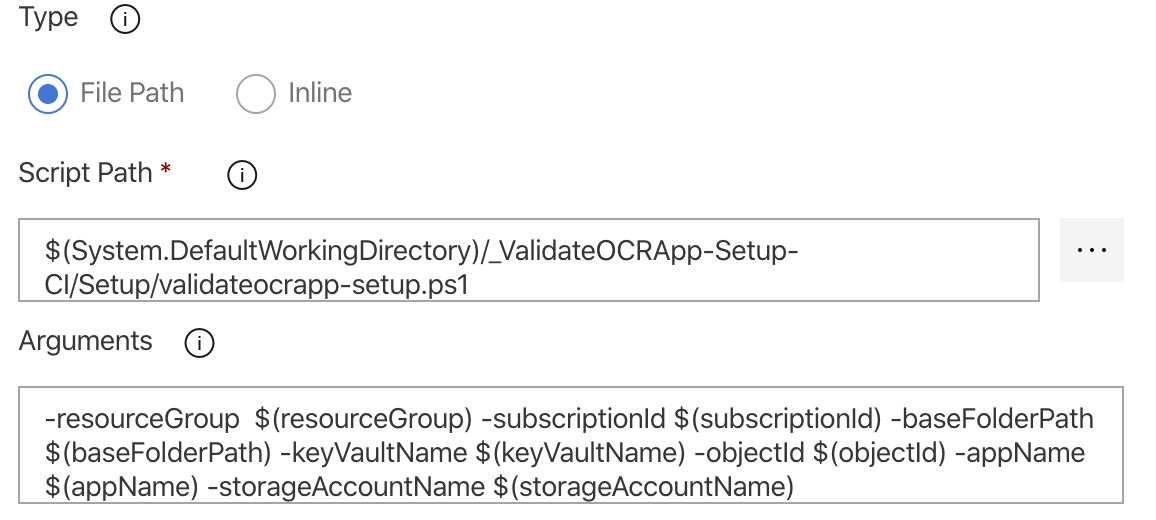 Type
File Path Inline
Script Path *
$(System.DefaultWorkingDirectory)/_ValidateOCRApp-Setup-
CI/Setup/validateocrapp-setup.ps1
Arguments
-resourceGroup  $(resourceGroup) -subscriptionId $(subscriptionId) -baseFolderPath
$(baseFolderPath) -keyVaultName $(keyVaultName) -objectId $(objectId) -appName
$(appName) -storageAccountName $(storageAccountName)